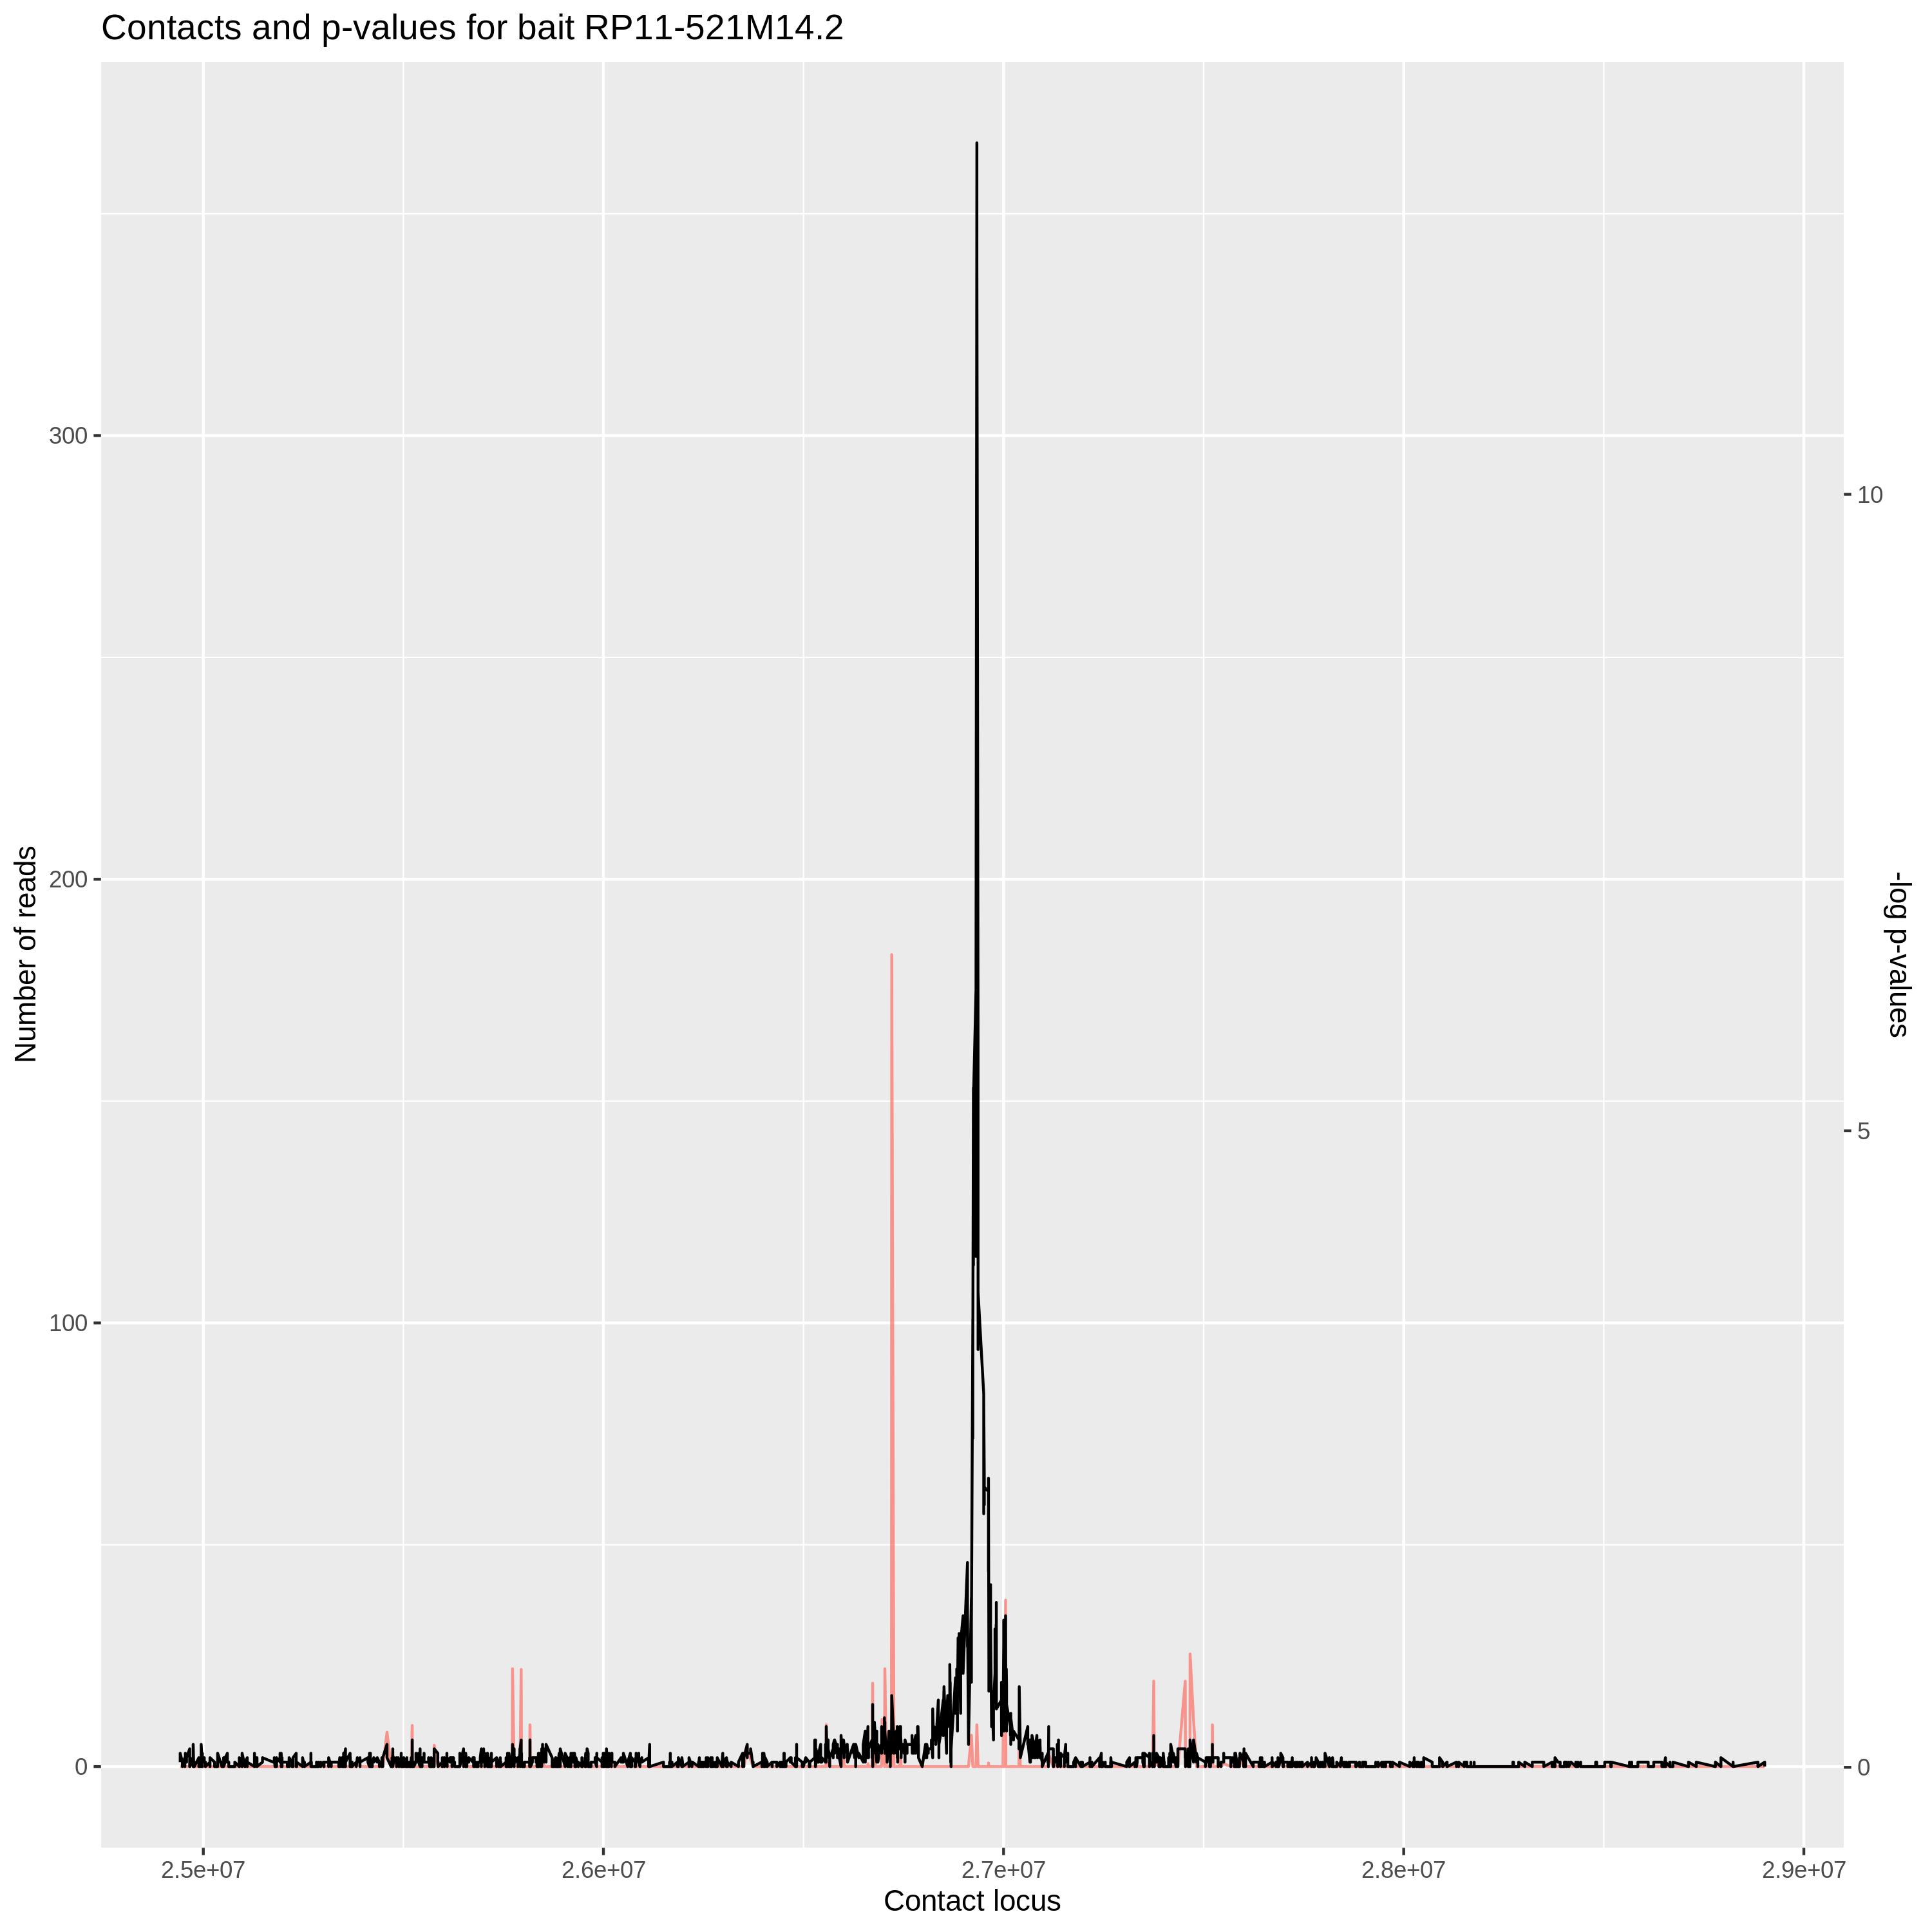 Contacts and p-values for bait RP11-521M14.2
300
200
100
0
Number of reads
10
5
0
-log p-values
2.5e+07
2.6e+07
2.7e+07
2.8e+07
2.9e+07
Contact locus